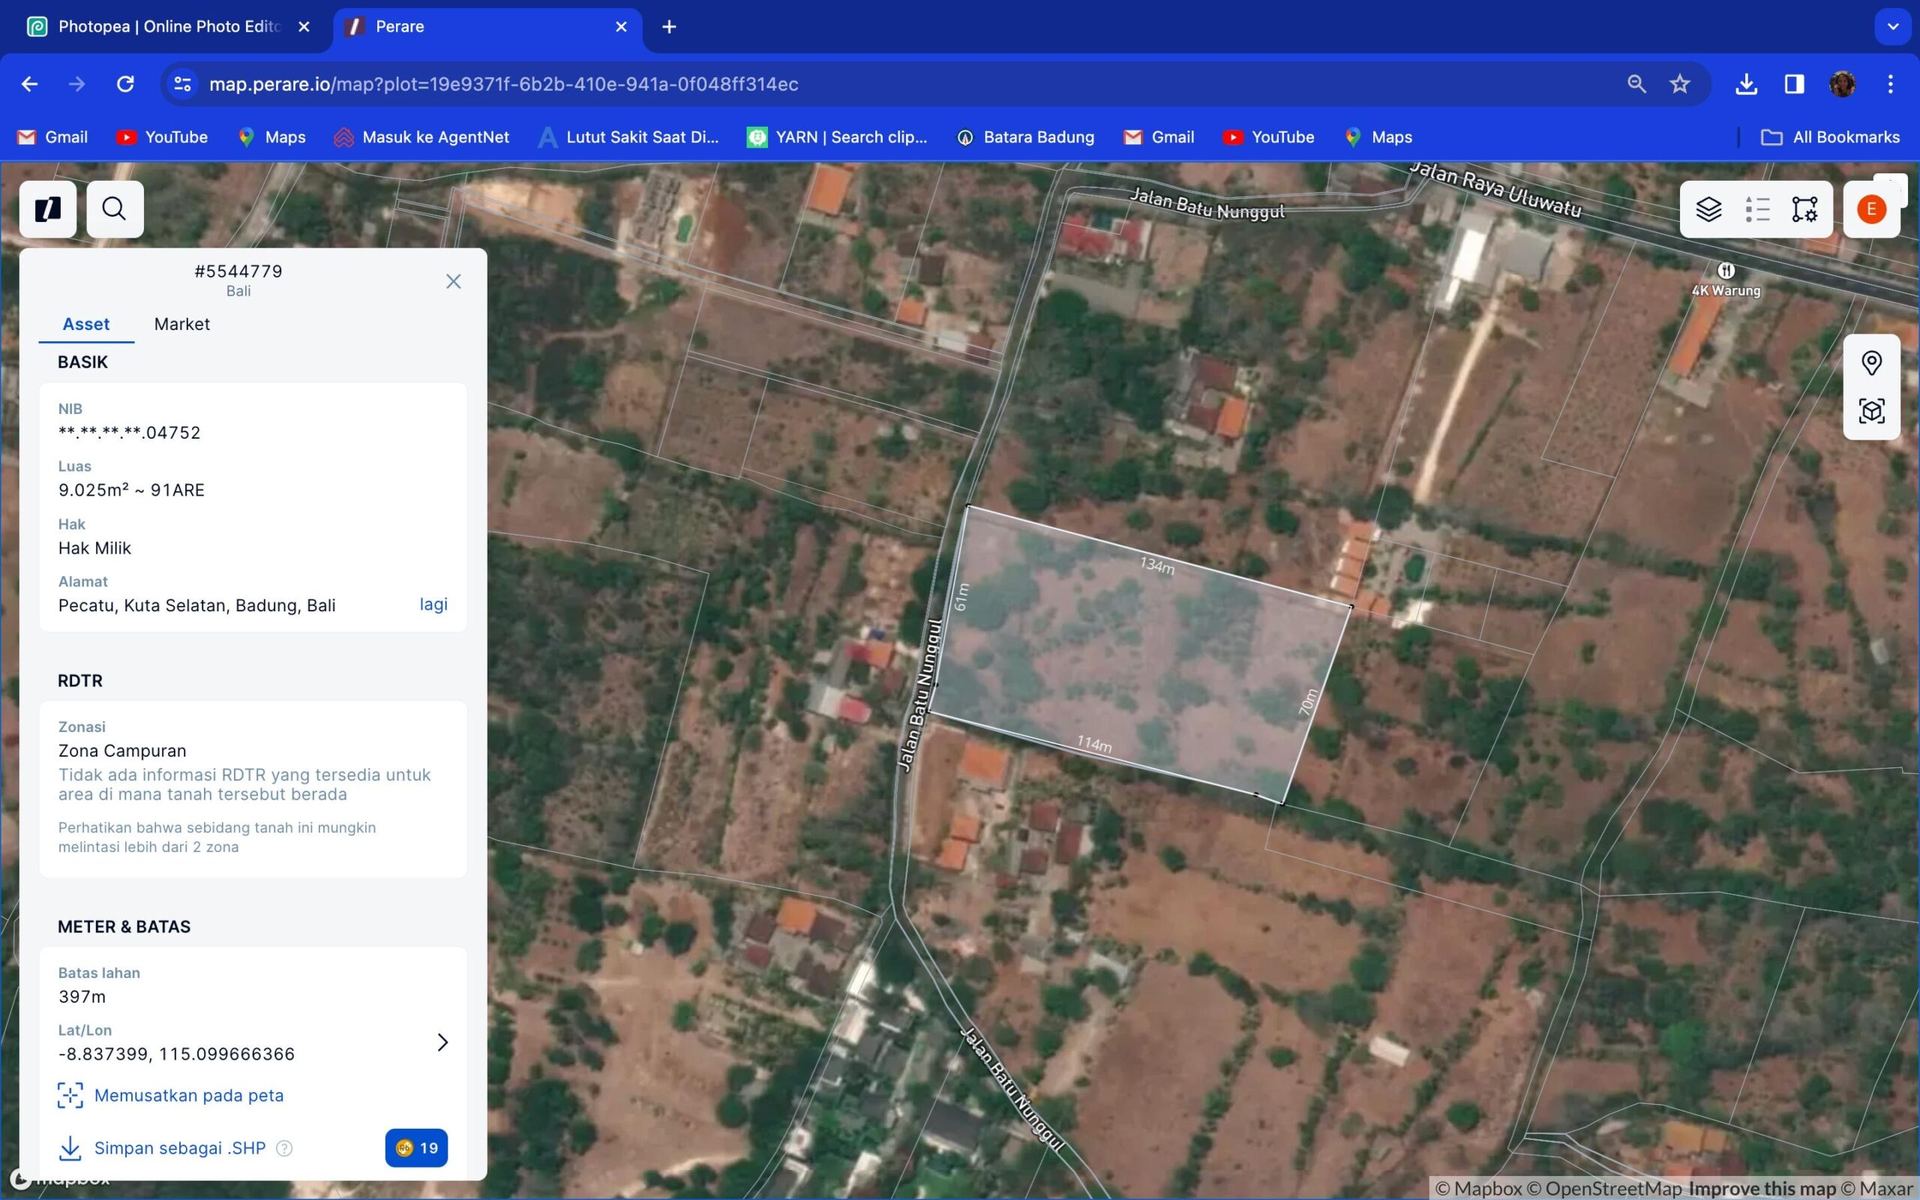 Photopea | Online Photo Edito
Perare
map.perare.io/map?plot=19e9371f-6b2b-410e-941a-0f048ff314ec
Gmail
YouTube
Maps
Masuk ke AgentNet
Lutut Sakit Saat Di...
YARN | Search clip...
Batara Badung
Gmail
YouTube
Maps
All Bookmarks
#5544779
Bali
Asset
Market
BASIK
NIB
**.**.**.**.04752
Luas
9.025m² ~ 91ARE
Hak
Hak Milik
Alamat
Pecatu, Kuta Selatan, Badung, Bali
lagi
RDTR
Zonasi
Zona Campuran
Tidak ada informasi RDTR yang tersedia untuk
area di mana tanah tersebut berada
Perhatikan bahwa sebidang tanah ini mungkin
melintasi lebih dari 2 zona
METER & BATAS
Batas lahan
397m
Lat/Lon
-8.837399, 115.099666366
Memusatkan pada peta
Simpan sebagai .SHP
?
19
mapbox
Jalan Batu Nunggul
Jalan Raya Uluwatu
E
4K Warung
134m
61m
Jalan Batu Nunggul
70m
114m
Jalan Batu Nunggul
© Mapbox © OpenStreetMap Improve this map © Maxar